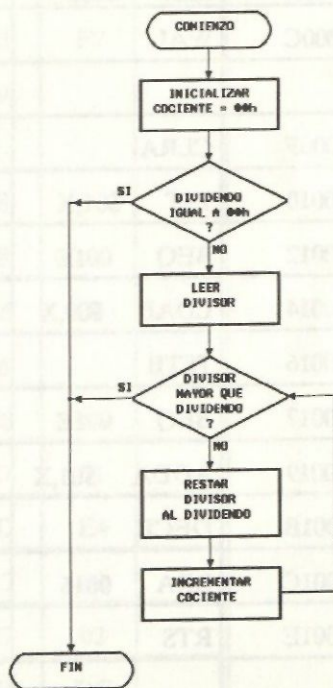 COMIENZO
INICIALIZAR
COCIENTE = 00h
SI
DIVIDENDO
IGUAL A 00h
?
NO
LEER
DIVISOR
SI
DIVISOR
MAYOR QUE
DIVIDENDO
?
NO
RESTAR
DIVISOR
AL DIVIDENDO
INCREMENTAR
COCIENTE
FIN